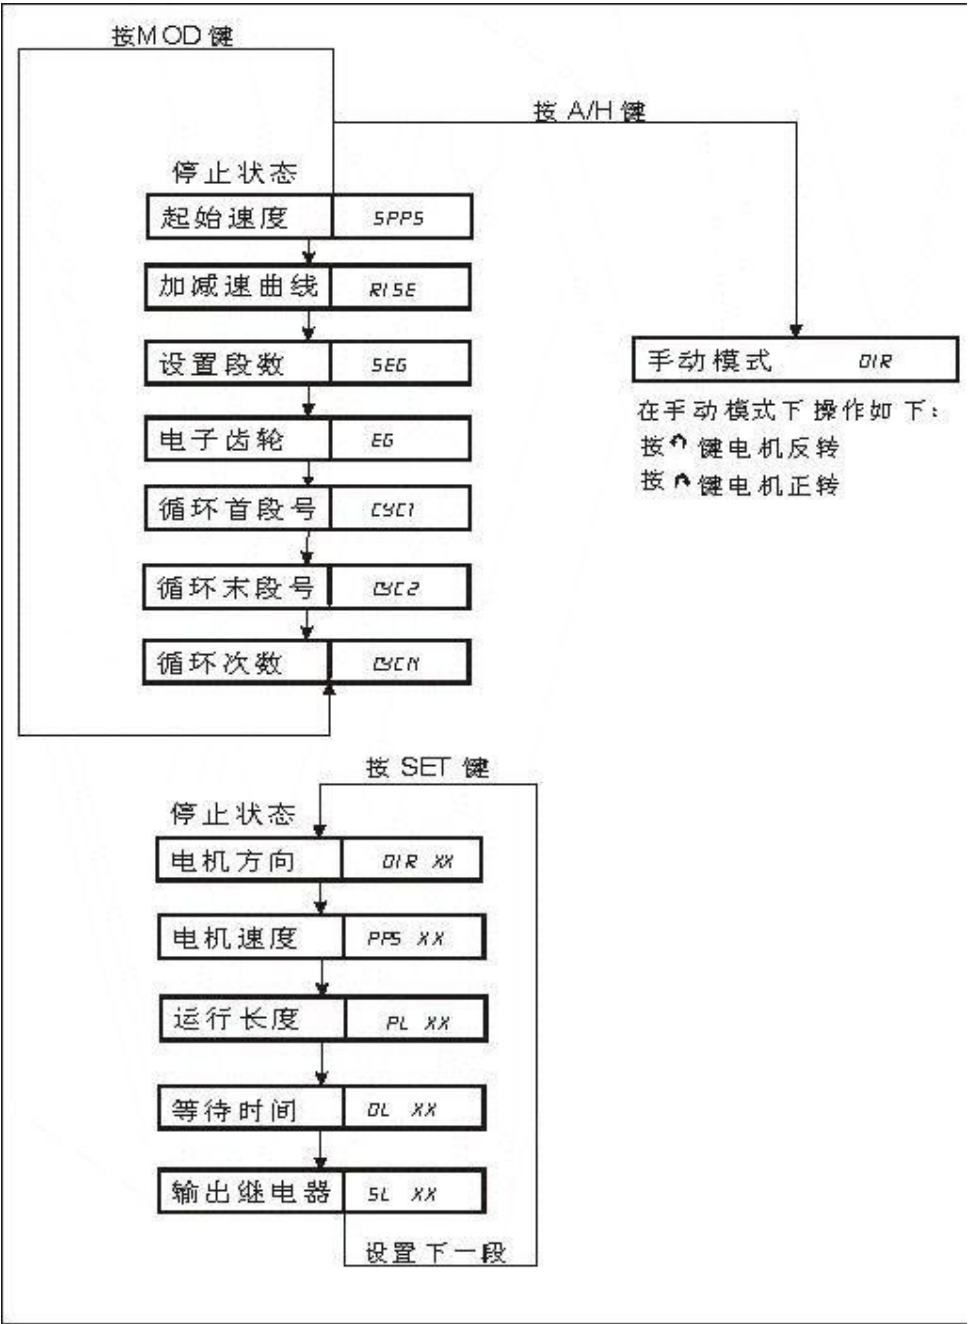 按MOD 键
按 A/H 键
停止状态
起始速度 SPPS
加减速曲线 RISE
设置段数 SEG
手动模式 DIR
在手动模式下操作如下：
电子齿轮 EG
按 键电机反转
按 键电机正转
循环首段号 CYC1
循环末段号 CYC2
循环次数 CYCN
按 SET 键
停止状态
电机方向 DIR XX
电机速度 PPS XX
运行长度 PL XX
等待时间 DL XX
输出继电器 SL XX
设置下一段